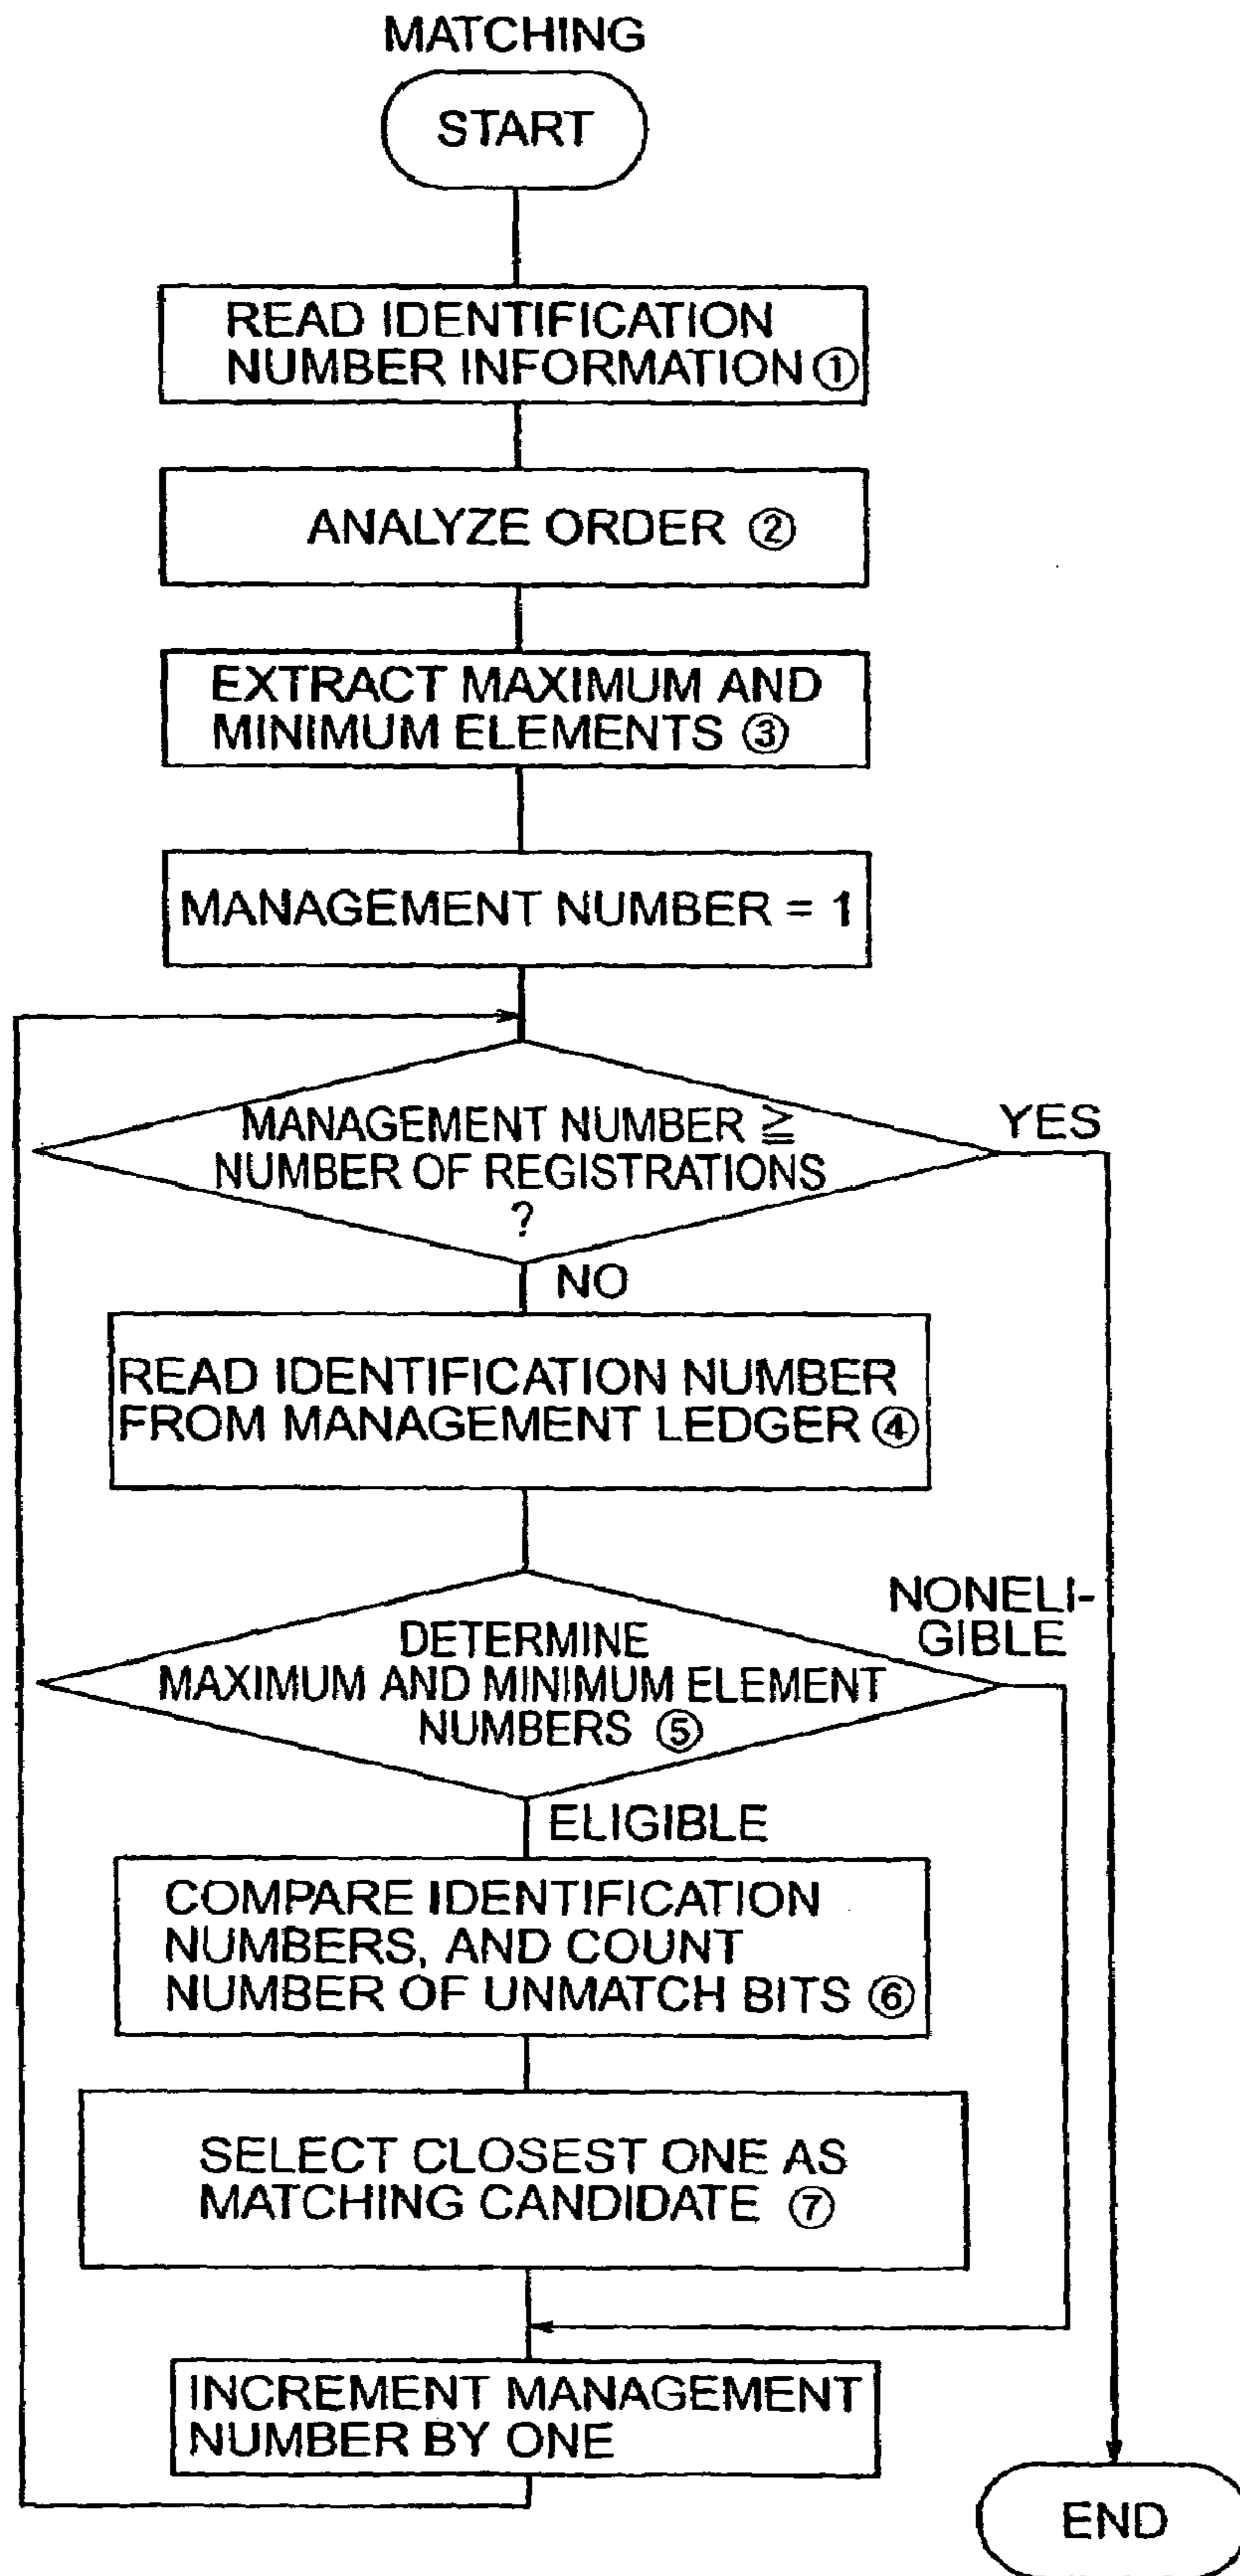 MATCHING
START
READ IDENTIFICATION
NUMBER INFORMATION ①
ANALYZE ORDER ②
EXTRACT MAXIMUM AND
MINIMUM ELEMENTS ③
MANAGEMENT NUMBER = 1
MANAGEMENT NUMBER ≧
NUMBER OF REGISTRATIONS
?
YES
NO
READ IDENTIFICATION NUMBER
FROM MANAGEMENT LEDGER ④
NONELI-
GIBLE
DETERMINE
MAXIMUM AND MINIMUM ELEMENT
NUMBERS ⑤
ELIGIBLE
COMPARE IDENTIFICATION
NUMBERS, AND COUNT
NUMBER OF UNMATCH BITS ⑥
SELECT CLOSEST ONE AS
MATCHING CANDIDATE ⑦
INCREMENT MANAGEMENT
NUMBER BY ONE
END